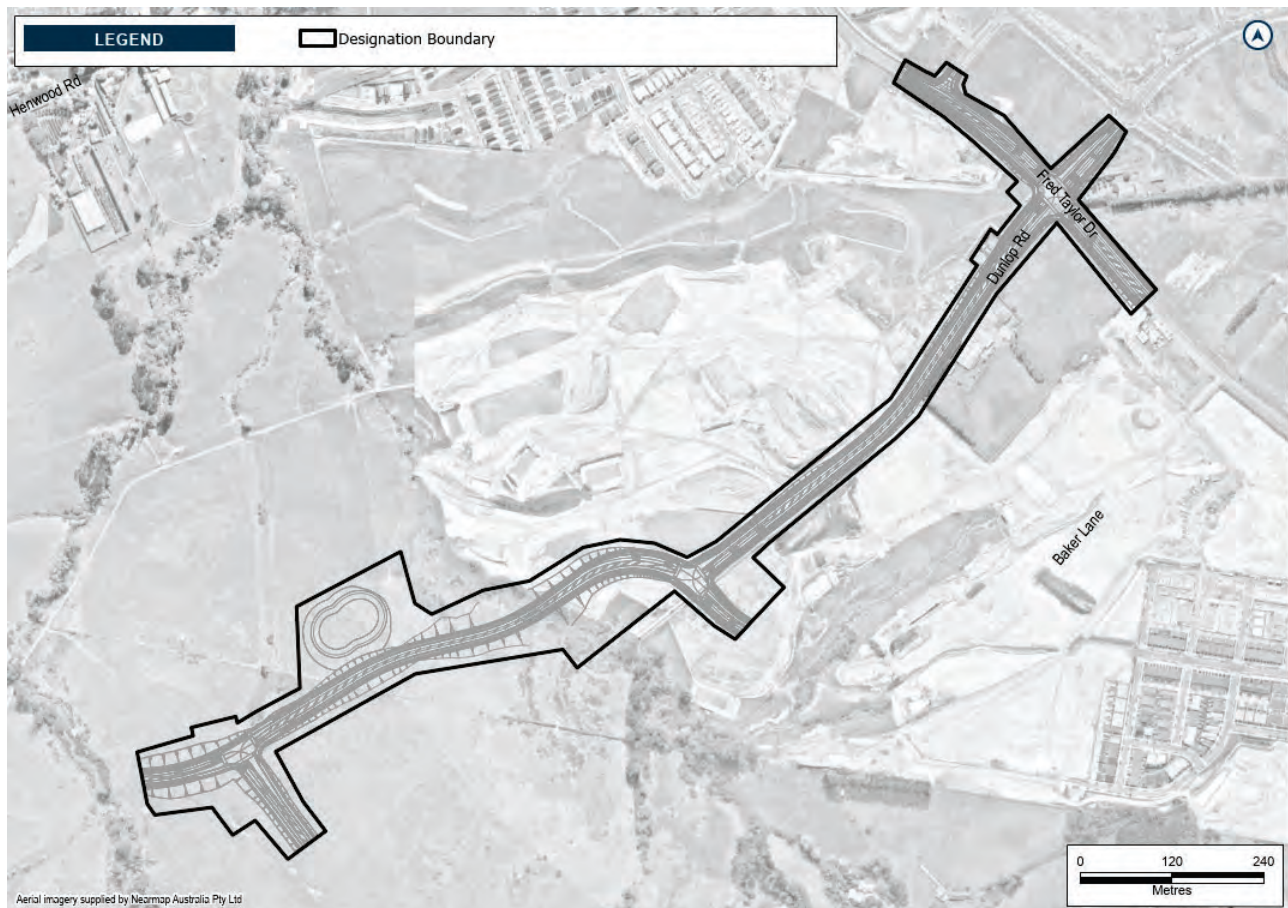 LEGEND
Designation Boundary
Henwood Rd
Fred Taylor Dr
Dunlop Rd
Baker Lane
0 120 240
Metres
Aerial imagery supplied by Nearmap Australia Pty Ltd